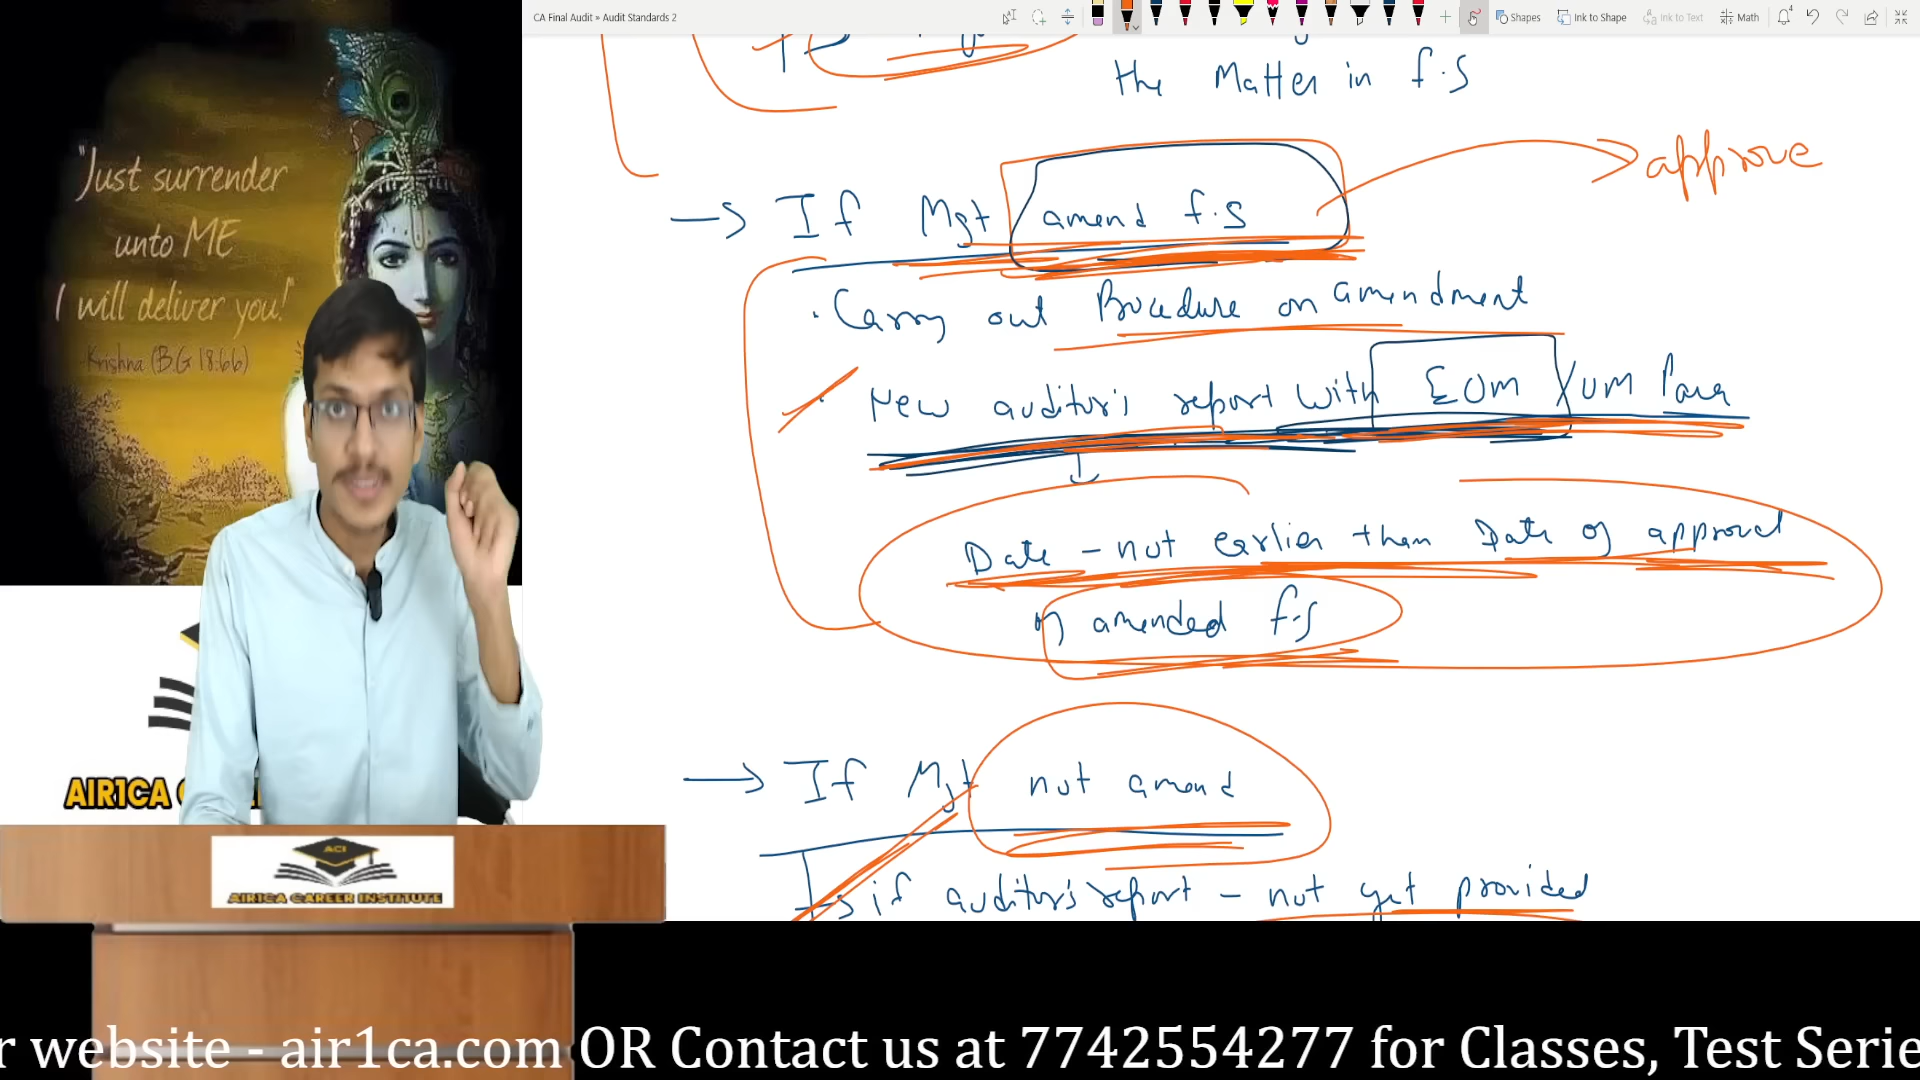 CA Final Audit » Audit Standards 2
Shapes
Ink to Shape
Ink to Text
Math
the Matter in f.S
approve
→ If Mgt amend f.S
. Carry out Procedure on amendment
. New auditor's report with EOM / OM Para
Date - not earlier than Date of approval
of amended f.S
→ If Mgt not amend
→ if auditor's report - not yet provided
"Just surrender
unto ME
I will deliver you!"
-Krishna (B.G 18:66)
AIR1CA C
ACI
AIR1CA CAREER INSTITUTE
r website - air1ca.com OR Contact us at 7742554277 for Classes, Test Serie